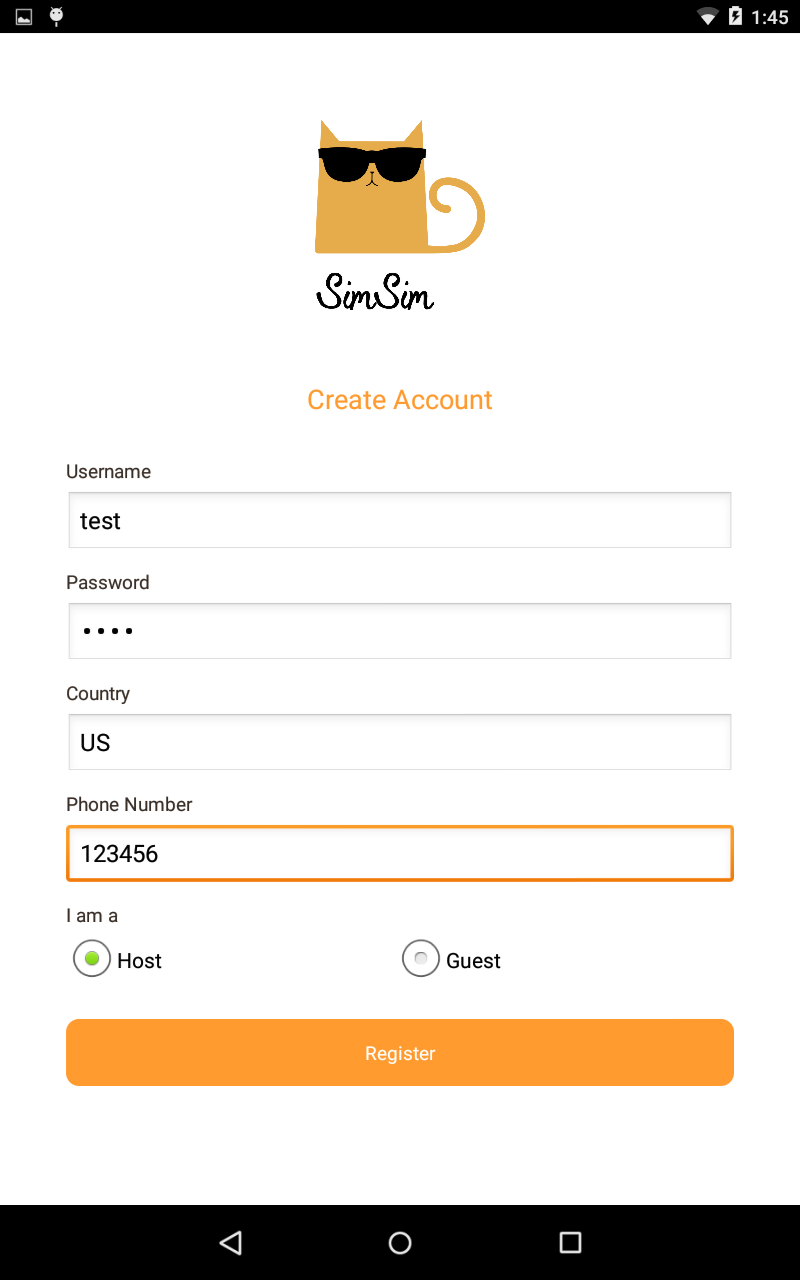 1:45
SimSim
Create Account
Username
test
Password
••••
Country
US
Phone Number
123456
I am a
Host Guest
Register